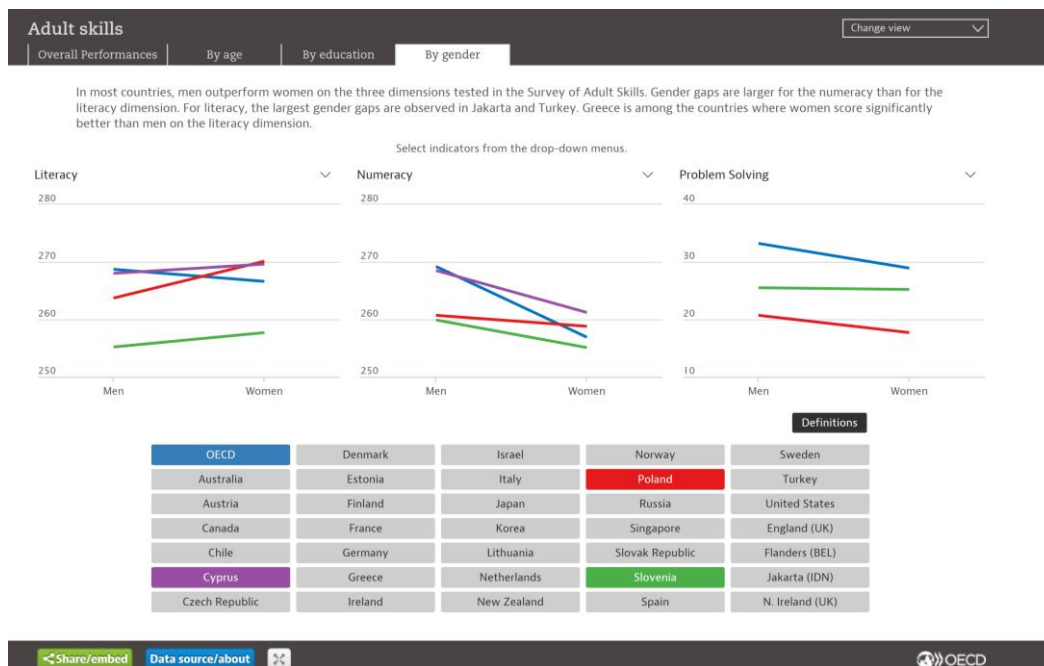 Adult skills
Change view
Overall Performances By age By education By gender
In most countries, men outperform women on the three dimensions tested in the Survey of Adult Skills. Gender gaps are larger for the numeracy than for the
literacy dimension. For literacy, the largest gender gaps are observed in Jakarta and Turkey. Greece is among the countries where women score significantly
better than men on the literacy dimension.
Select indicators from the drop-down menus.
Literacy
280
270
260
250
Men Women
Numeracy
280
270
260
250
Men Women
Problem Solving
40
30
20
10
Men Women
Definitions
OECD Denmark Israel Norway Sweden
Australia Estonia Italy Poland Turkey
Austria Finland Japan Russia United States
Canada France Korea Singapore England (UK)
Chile Germany Lithuania Slovak Republic Flanders (BEL)
Cyprus Greece Netherlands Slovenia Jakarta (IDN)
Czech Republic Ireland New Zealand Spain N. Ireland (UK)
Share/embed Data source/about OECD